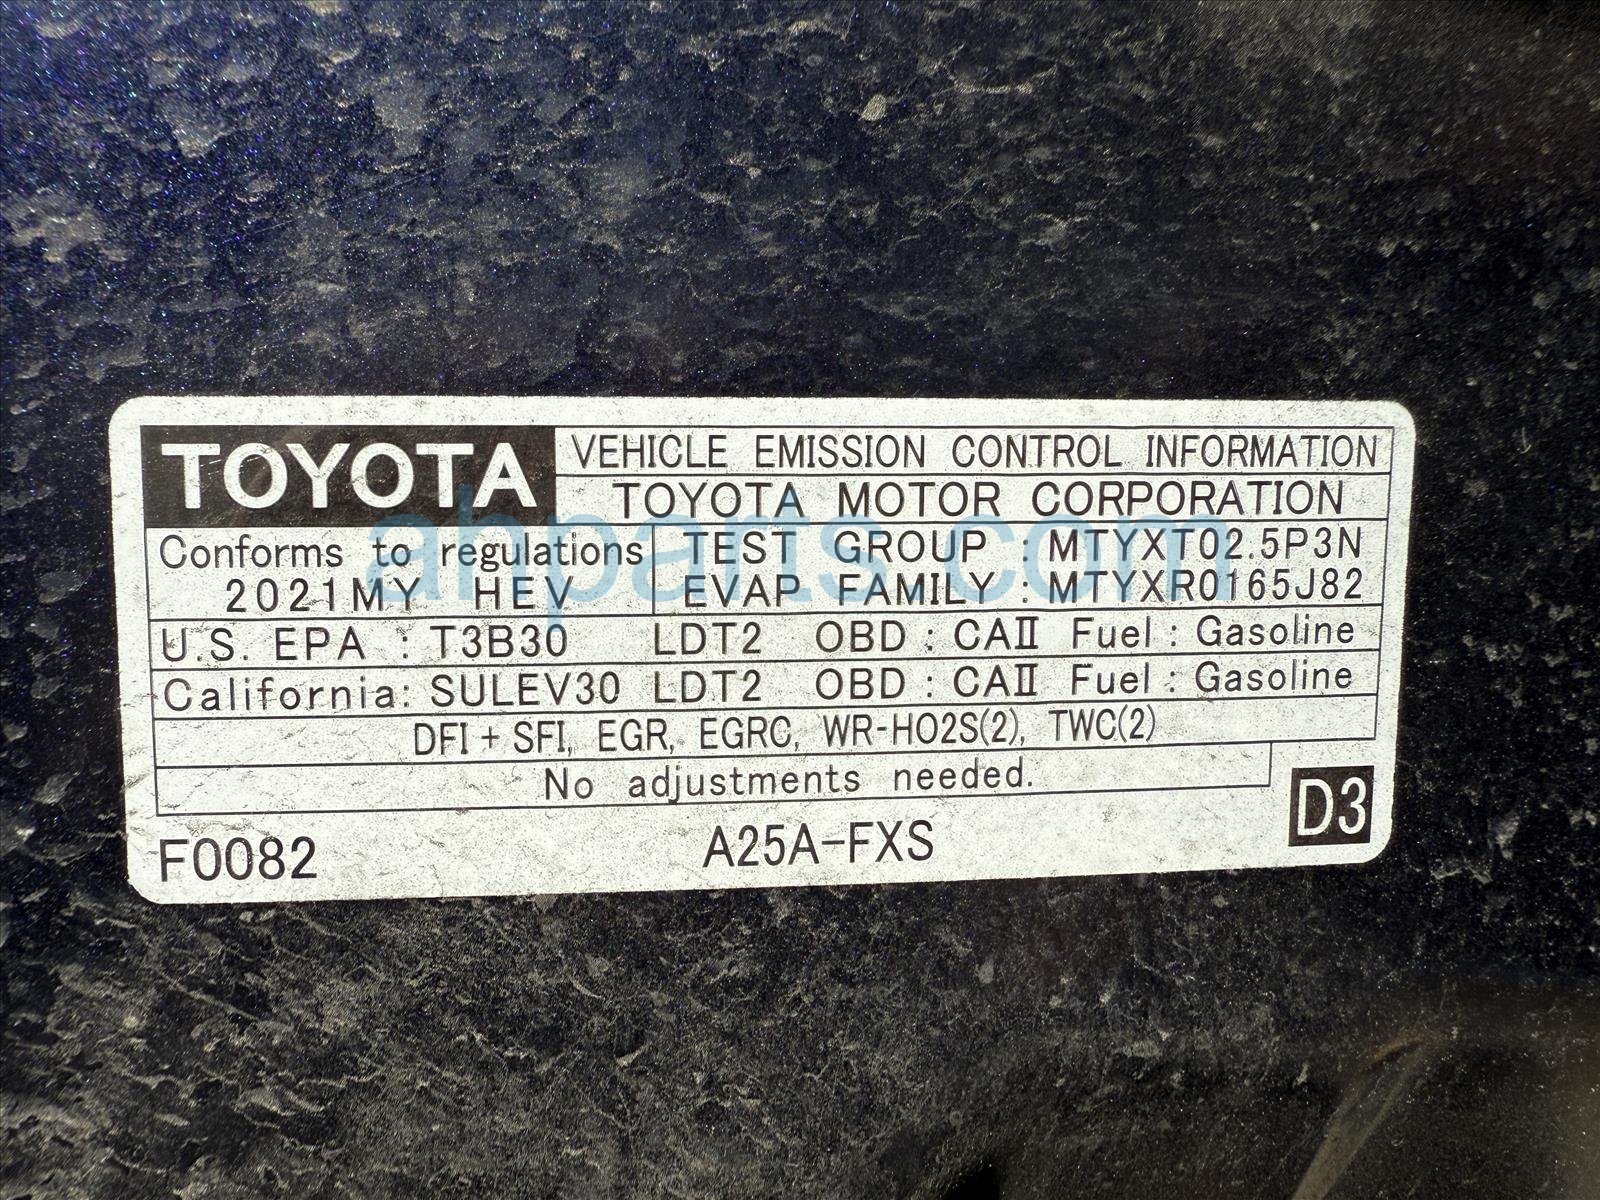 TOYOTA
VEHICLE EMISSION CONTROL INFORMATION
TOYOTA MOTOR CORPORATION
Conforms to regulations
2021MY HEV
TEST GROUP : MTYXT02.5P3N
EVAP FAMILY : MTYXR0165J82
U.S. EPA : T3B30 LDT2 OBD : CAⅡ Fuel : Gasoline
California: SULEV30 LDT2 OBD : CAⅡ Fuel : Gasoline
DFI + SFI, EGR, EGRC, WR-HO2S(2), TWC(2)
No adjustments needed.
D3
F0082 A25A-FXS
ahparts.com